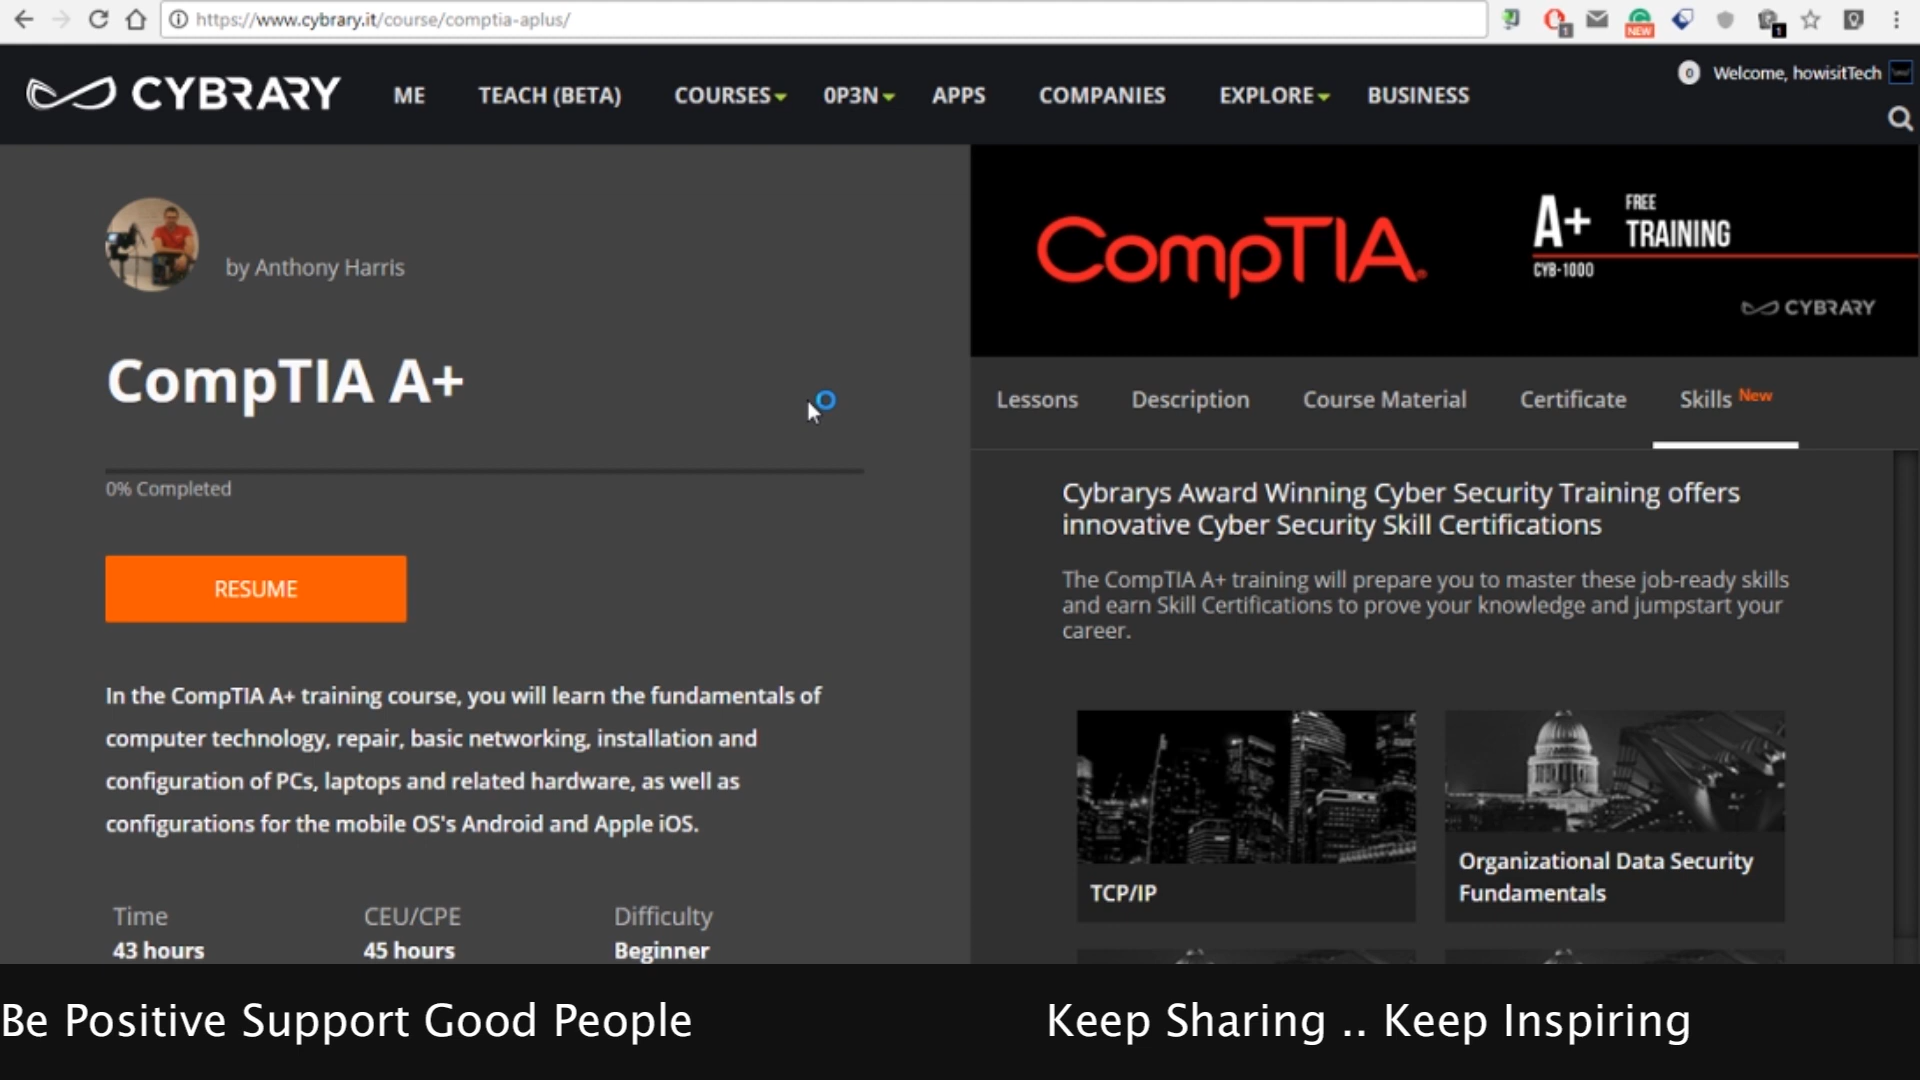 https://www.cybrary.it/course/comptia-aplus/
1
NEW
1
CYBRARY
ME
TEACH (BETA)
COURSES
0P3N
APPS
COMPANIES
EXPLORE
BUSINESS
0
Welcome, howisitTech
by Anthony Harris
CompTIA A+
0% Completed
RESUME
In the CompTIA A+ training course, you will learn the fundamentals of
computer technology, repair, basic networking, installation and
configuration of PCs, laptops and related hardware, as well as
configurations for the mobile OS's Android and Apple iOS.
Time
43 hours
CEU/CPE
45 hours
Difficulty
Beginner
CompTIA®
A+
FREE
TRAINING
CYB-1000
CYBRARY
Lessons
Description
Course Material
Certificate
Skills New
Cybrarys Award Winning Cyber Security Training offers
innovative Cyber Security Skill Certifications
The CompTIA A+ training will prepare you to master these job-ready skills
and earn Skill Certifications to prove your knowledge and jumpstart your
career.
TCP/IP
Organizational Data Security
Fundamentals
Be Positive Support Good People
Keep Sharing .. Keep Inspiring